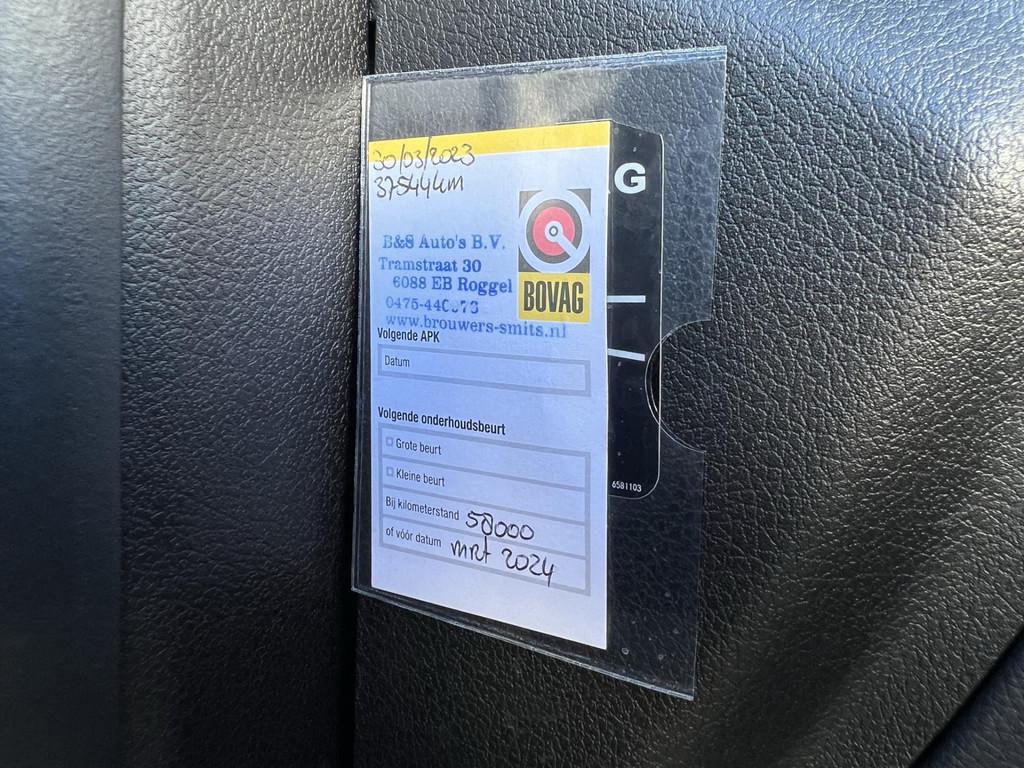 30/03/2023
37544km
G
B&S Auto's B.V.
Tramstraat 30
6088 EB Roggel
www.brouwers-smits.nl
BOVAG
Volgende APK
Datum
Volgende onderhoudsbeurt
Grote beurt
Kleine beurt
Bij kilometerstand 58000
of vóór datum mrt 2024
6581103